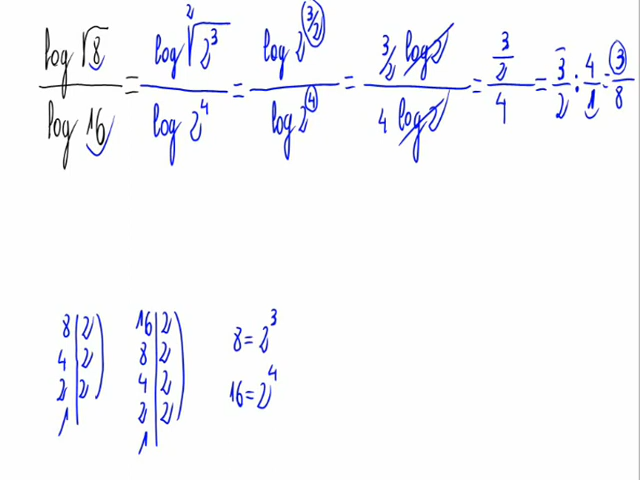 log √8 / log 16 = log ²√2³ / log 2⁴ = log 2^(3/2) / log 2^(4) = 3/2 log 2 / 4 log 2 = 3/2 / 4 = 3/2 : 4/1 = 3/8
8 | 2
4 | 2
2 | 2
1 |
16 | 2
8 | 2
4 | 2
2 | 2
1 |
8 = 2³
16 = 2⁴